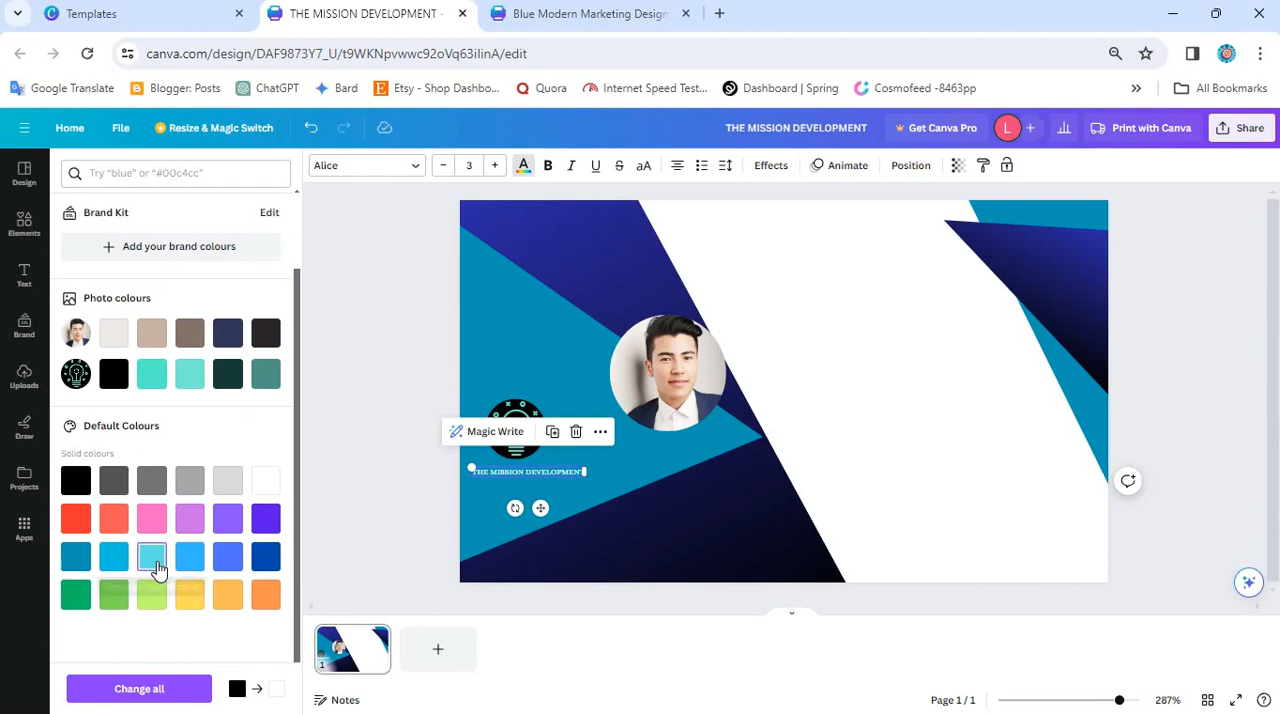 Templates
THE MISSION DEVELOPMENT -
Blue Modern Marketing Design
canva.com/design/DAF9873Y7_U/t9WKNpvwwc92oVq63iIinA/edit
Google Translate
Blogger: Posts
ChatGPT
Bard
Etsy - Shop Dashbo...
Quora
Internet Speed Test...
Dashboard | Spring
Cosmofeed -8463pp
All Bookmarks
Home
File
Resize & Magic Switch
THE MISSION DEVELOPMENT
Get Canva Pro
L
Print with Canva
Share
Design
Elements
Text
Brand
Uploads
Draw
Projects
Apps
Try "blue" or "#00c4cc"
Alice
3
A
B
I
U
S
aA
Effects
Animate
Position
Brand Kit
Edit
Add your brand colours
Photo colours
Default Colours
Solid colours
Change all
Magic Write
THE MISSION DEVELOPMENT
1
Notes
Page 1 / 1
287%